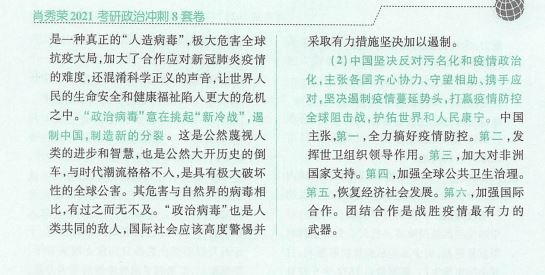 肖秀荣2021考研政治冲刺8套卷
是一种真正的“人造病毒”,极大危害全球
抗疫大局,加大了合作应对新冠肺炎疫情
的难度,还混淆科学正义的声音,让世界人
民的生命安全和健康福祉陷入更大的危机
之中。“政治病毒”意在挑起“新冷战”,遏
制中国,制造新的分裂。这是公然蔑视人
类的进步和智慧,也是公然大开历史的倒
车,与时代潮流格格不入,是具有极大破坏
性的全球公害。其危害与自然界的病毒相
比,有过之而无不及。“政治病毒”也是人
类共同的敌人,国际社会应该高度警惕并
采取有力措施坚决加以遏制。
(2)中国坚决反对污名化和疫情政治
化,主张各国齐心协力、守望相助、携手应
对,坚决遏制疫情蔓延势头,打赢疫情防控
全球阻击战,护佑世界和人民康宁。中国
主张,第一,全力搞好疫情防控。第二,发
挥世卫组织领导作用。第三,加大对非洲
国家支持。第四,加强全球公共卫生治理。
第五,恢复经济社会发展。第六,加强国际
合作。团结合作是战胜疫情最有力的
武器。